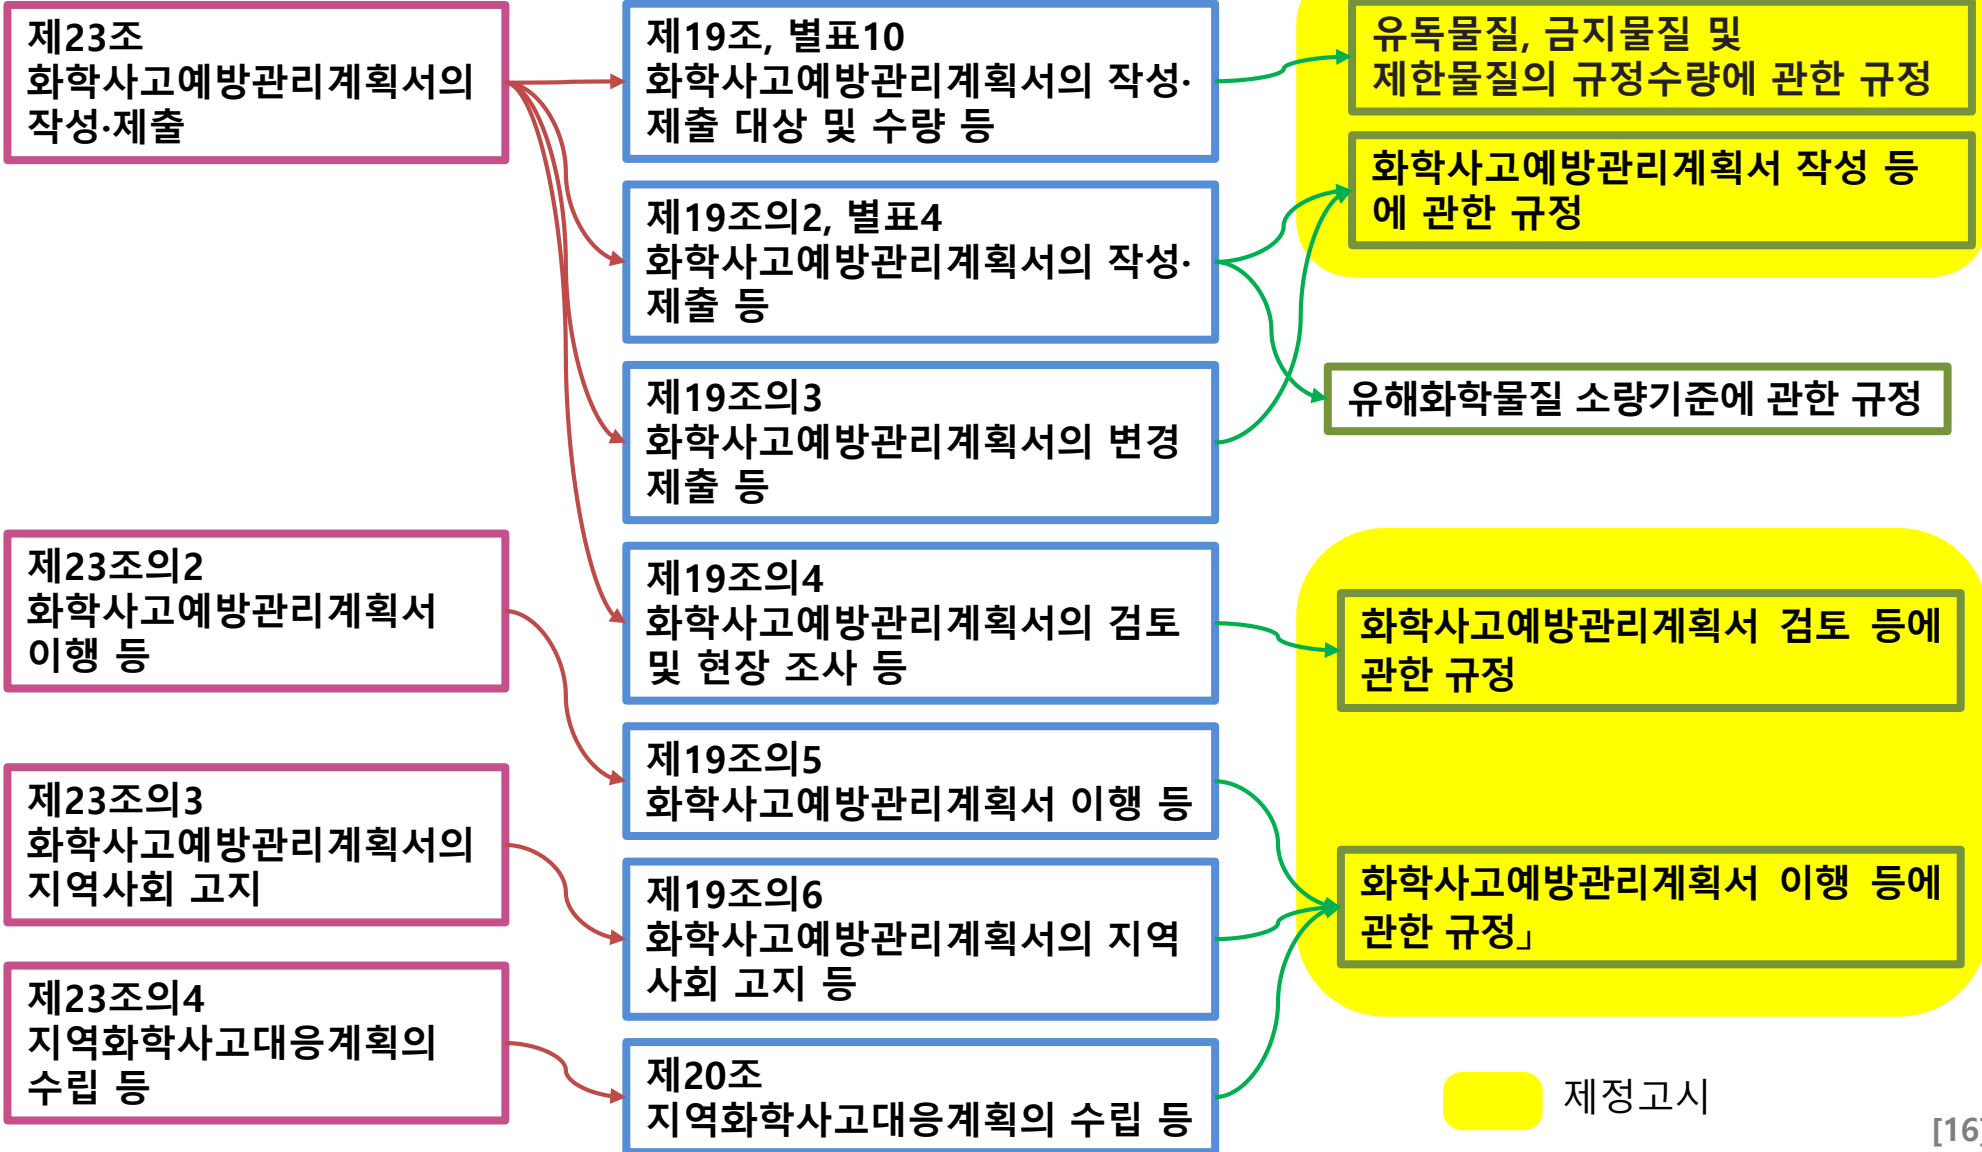 제23조
화학사고예방관리계획서의
작성·제출
제23조의2
화학사고예방관리계획서
이행 등
제23조의3
화학사고예방관리계획서의
지역사회 고지
제23조의4
지역화학사고대응계획의
수립 등
제19조, 별표10
화학사고예방관리계획서의 작성·
제출 대상 및 수량 등
제19조의2, 별표4
화학사고예방관리계획서의 작성·
제출 등
제19조의3
화학사고예방관리계획서의 변경
제출 등
제19조의4
화학사고예방관리계획서의 검토
및 현장 조사 등
제19조의5
화학사고예방관리계획서 이행 등
제19조의6
화학사고예방관리계획서의 지역
사회 고지 등
제20조
지역화학사고대응계획의 수립 등
유독물질, 금지물질 및
제한물질의 규정수량에 관한 규정
화학사고예방관리계획서 작성 등
에 관한 규정
유해화학물질 소량기준에 관한 규정
화학사고예방관리계획서 검토 등에
관한 규정
화학사고예방관리계획서 이행 등에
관한 규정」
제정고시
[16]